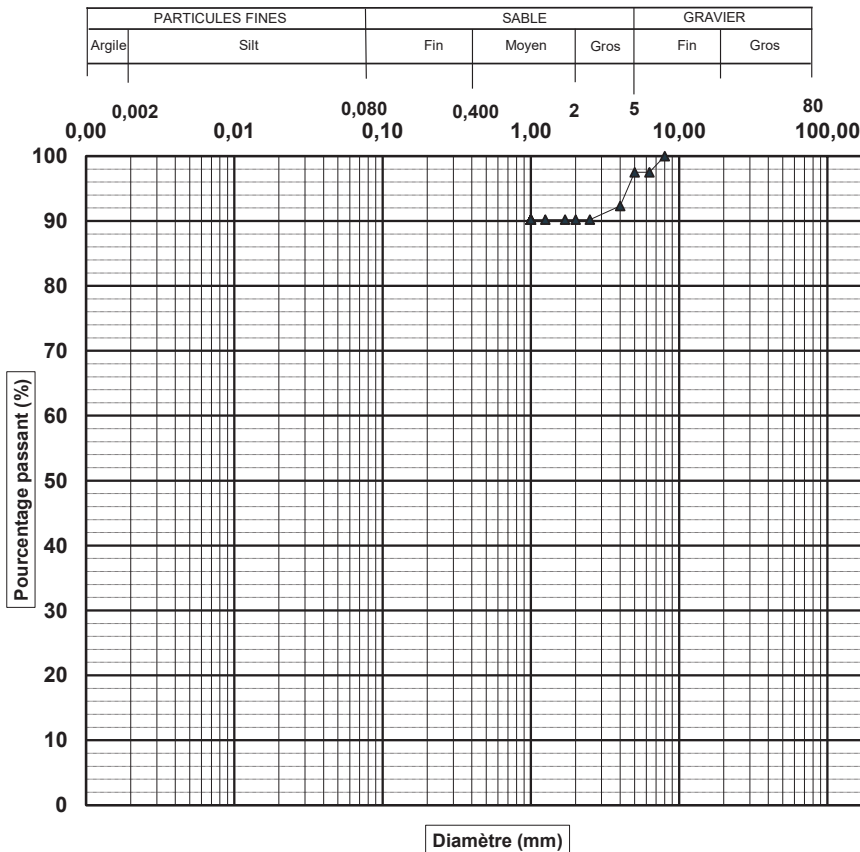 PARTICULES FINES SABLE GRAVIER
Argile Silt Fin Moyen Gros Fin Gros
0,002 0,080 0,400 2 5 80
0,00 0,01 0,10 1,00 10,00 100,00
100
90
80
70
60
50
40
30
20
10
0
Pourcentage passant (%)
Diamètre (mm)